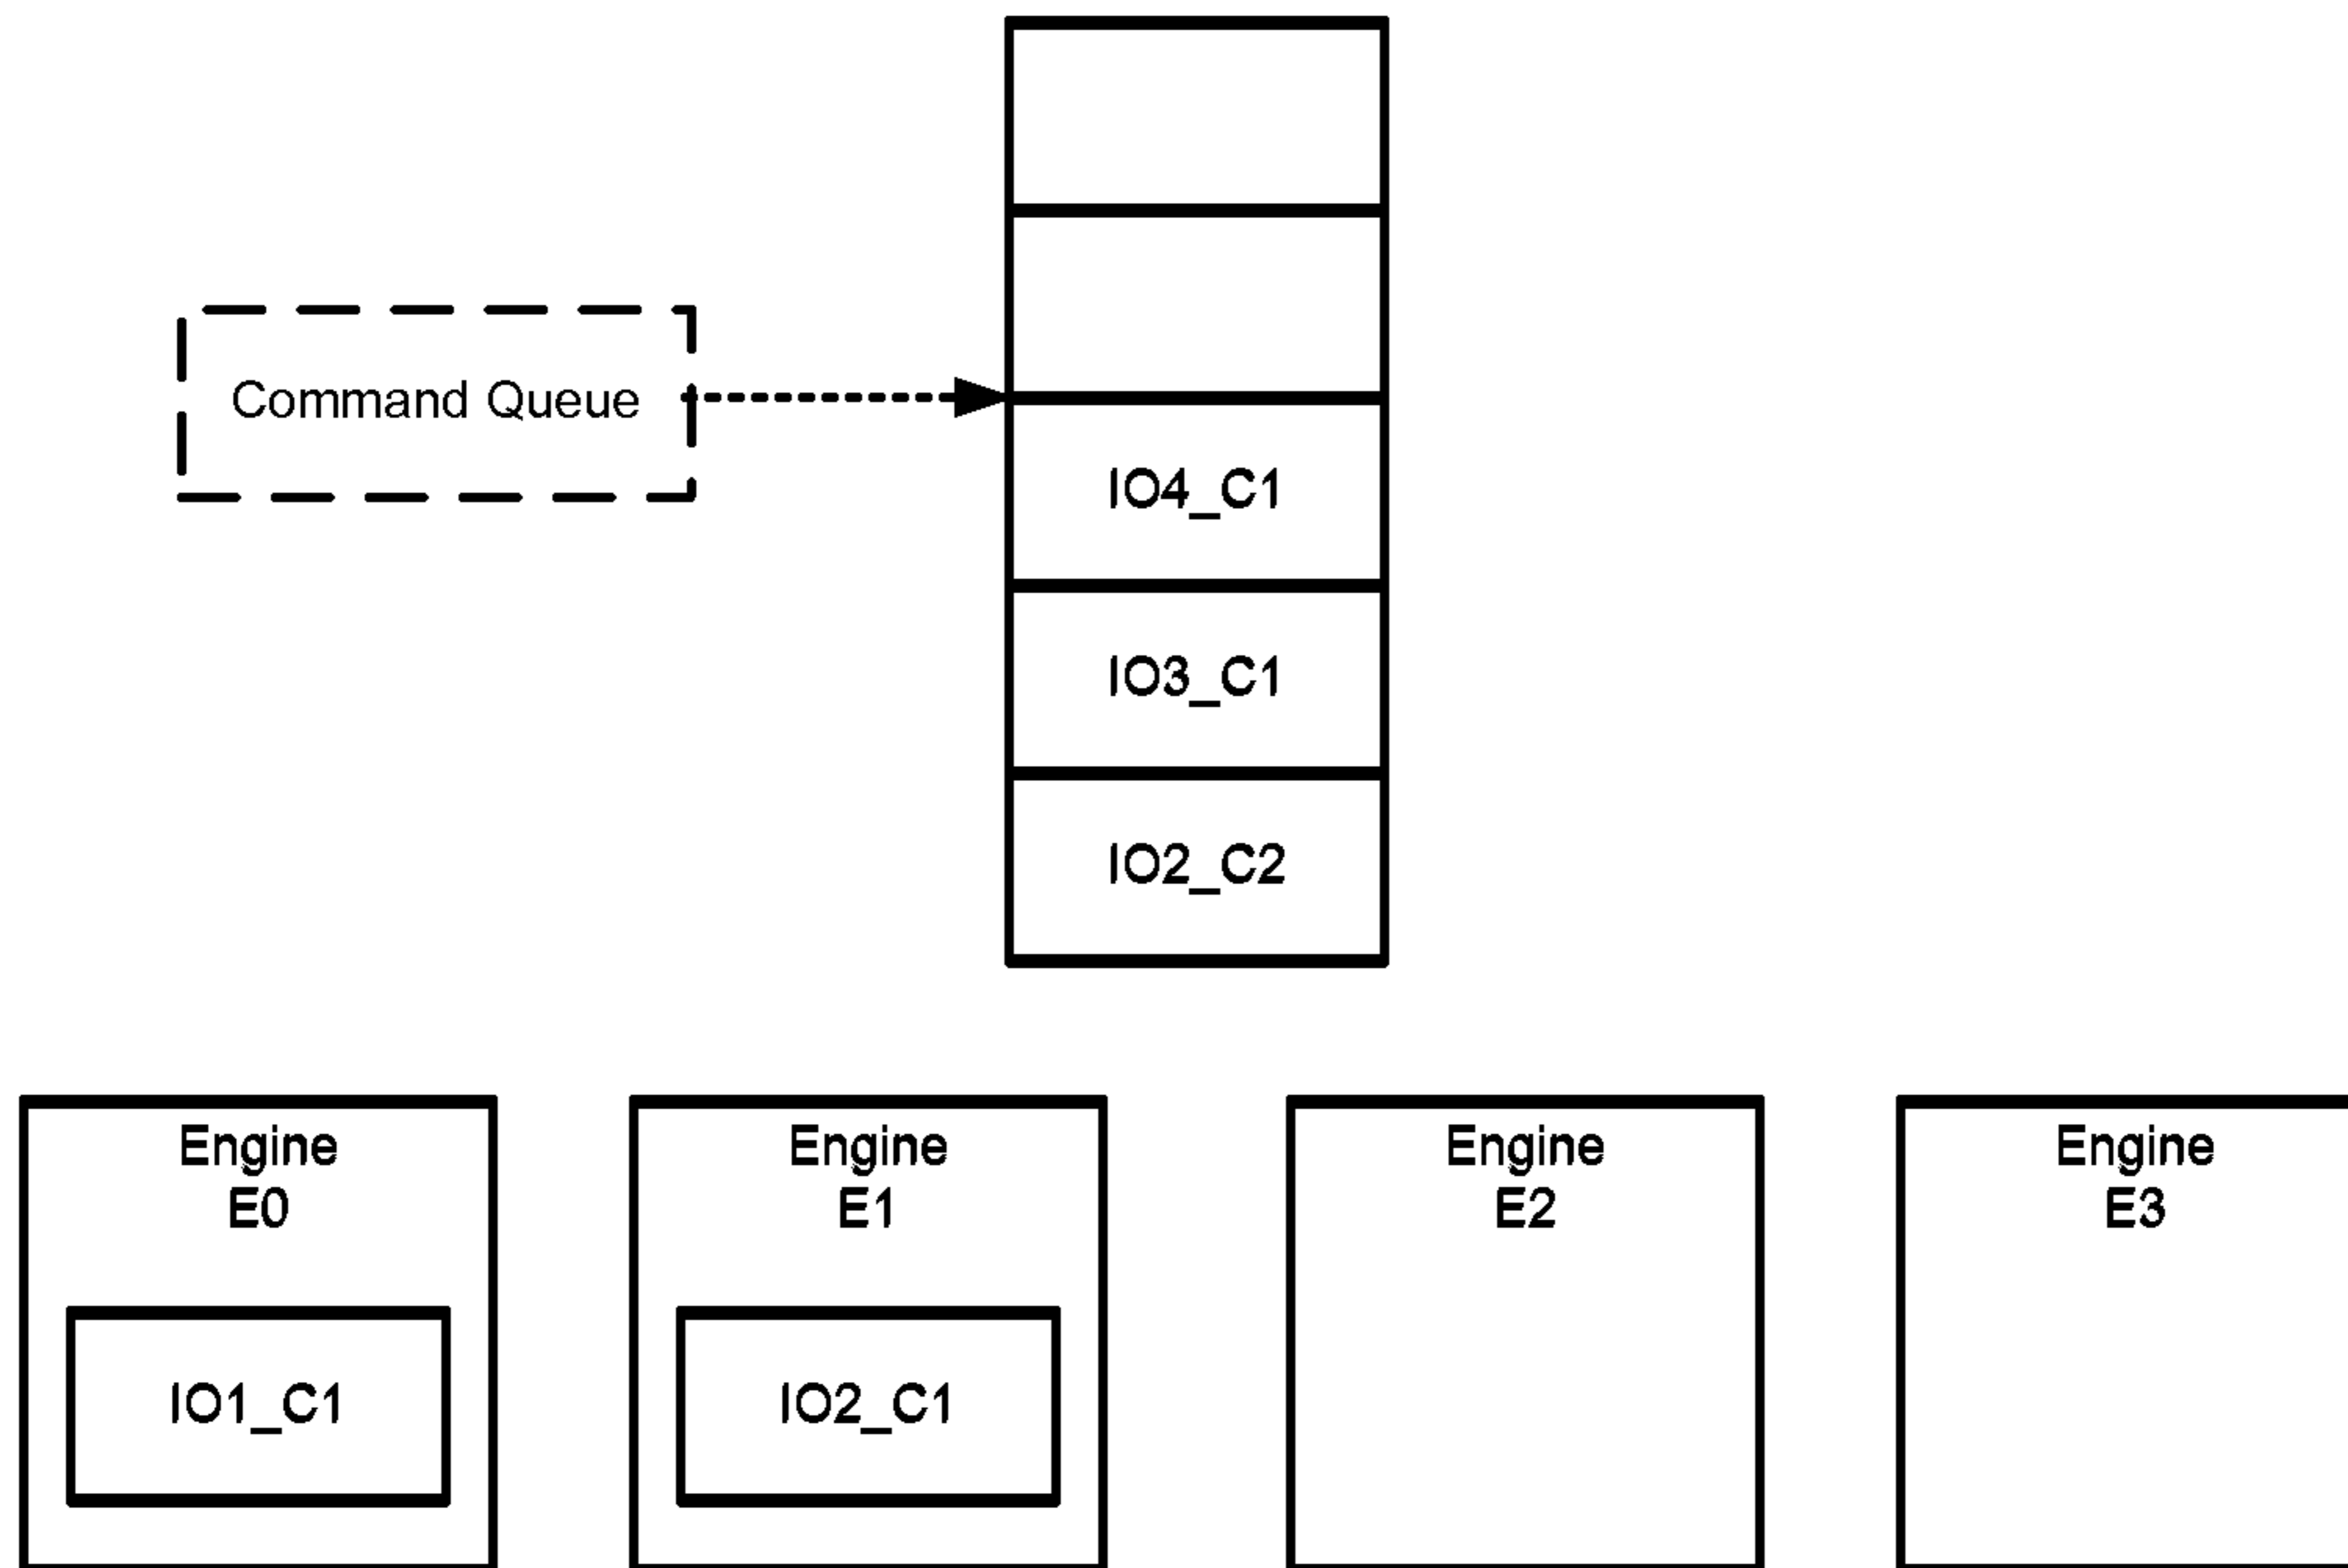 Command Queue
IO4_C1
IO3_C1
IO2_C2
Engine
E0
IO1_C1
Engine
E1
IO2_C1
Engine
E2
Engine
E3